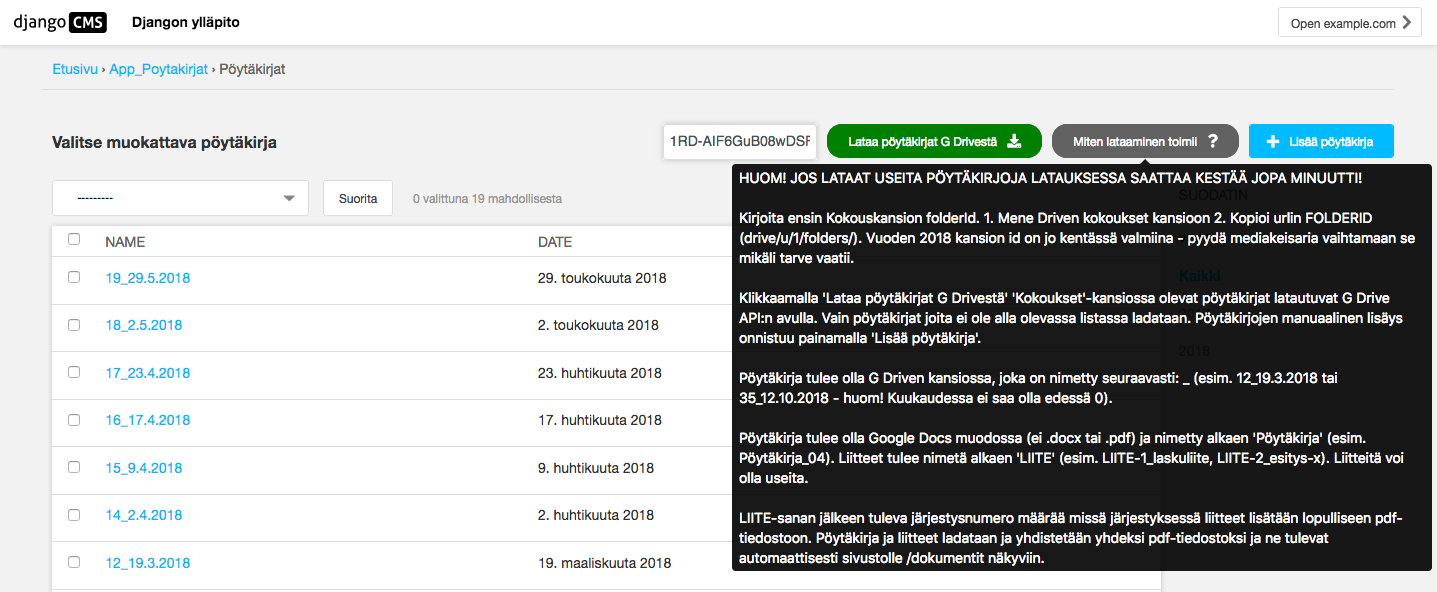 django CMS Djangon ylläpito Open example.com
Etusivu › App_Poytakirjat › Pöytäkirjat
Valitse muokattava pöytäkirja
1RD-AIF6GuB08wDSF Lataa pöytäkirjat G Drivestä Miten lataaminen toimii ? + Lisää pöytäkirja
--------- Suorita 0 valittuna 19 mahdollisesta
NAME DATE
19_29.5.2018 29. toukokuuta 2018
18_2.5.2018 2. toukokuuta 2018
17_23.4.2018 23. huhtikuuta 2018
16_17.4.2018 17. huhtikuuta 2018
15_9.4.2018 9. huhtikuuta 2018
14_2.4.2018 2. huhtikuuta 2018
12_19.3.2018 19. maaliskuuta 2018
HUOM! JOS LATAAT USEITA PÖYTÄKIRJOJA LATAUKSESSA SAATTAA KESTÄÄ JOPA MINUUTTI!
SUODATIN
Kirjoita ensin Kokouskansion folderId. 1. Mene Driven kokoukset kansioon 2. Kopioi urlin FOLDERID
(drive/u/1/folders/). Vuoden 2018 kansion id on jo kentässä valmiina - pyydä mediakeisaria vaihtamaan se
mikäli tarve vaatii.
Kaikki
Klikkaamalla 'Lataa pöytäkirjat G Drivestä' 'Kokoukset'-kansiossa olevat pöytäkirjat latautuvat G Drive
API:n avulla. Vain pöytäkirjat joita ei ole alla olevassa listassa ladataan. Pöytäkirjojen manuaalinen lisäys
onnistuu painamalla 'Lisää pöytäkirja'.
2018
Pöytäkirja tulee olla G Driven kansiossa, joka on nimetty seuraavasti: _ (esim. 12_19.3.2018 tai
35_12.10.2018 - huom! Kuukaudessa ei saa olla edessä 0).
Pöytäkirja tulee olla Google Docs muodossa (ei .docx tai .pdf) ja nimetty alkaen 'Pöytäkirja' (esim.
Pöytäkirja_04). Liitteet tulee nimetä alkaen 'LIITE' (esim. LIITE-1_laskuliite, LIITE-2_esitys-x). Liitteitä voi
olla useita.
LIITE-sanan jälkeen tuleva järjestysnumero määrää missä järjestyksessä liitteet lisätään lopulliseen pdf-
tiedostoon. Pöytäkirja ja liitteet ladataan ja yhdistetään yhdeksi pdf-tiedostoksi ja ne tulevat
automaattisesti sivustolle /dokumentit näkyviin.